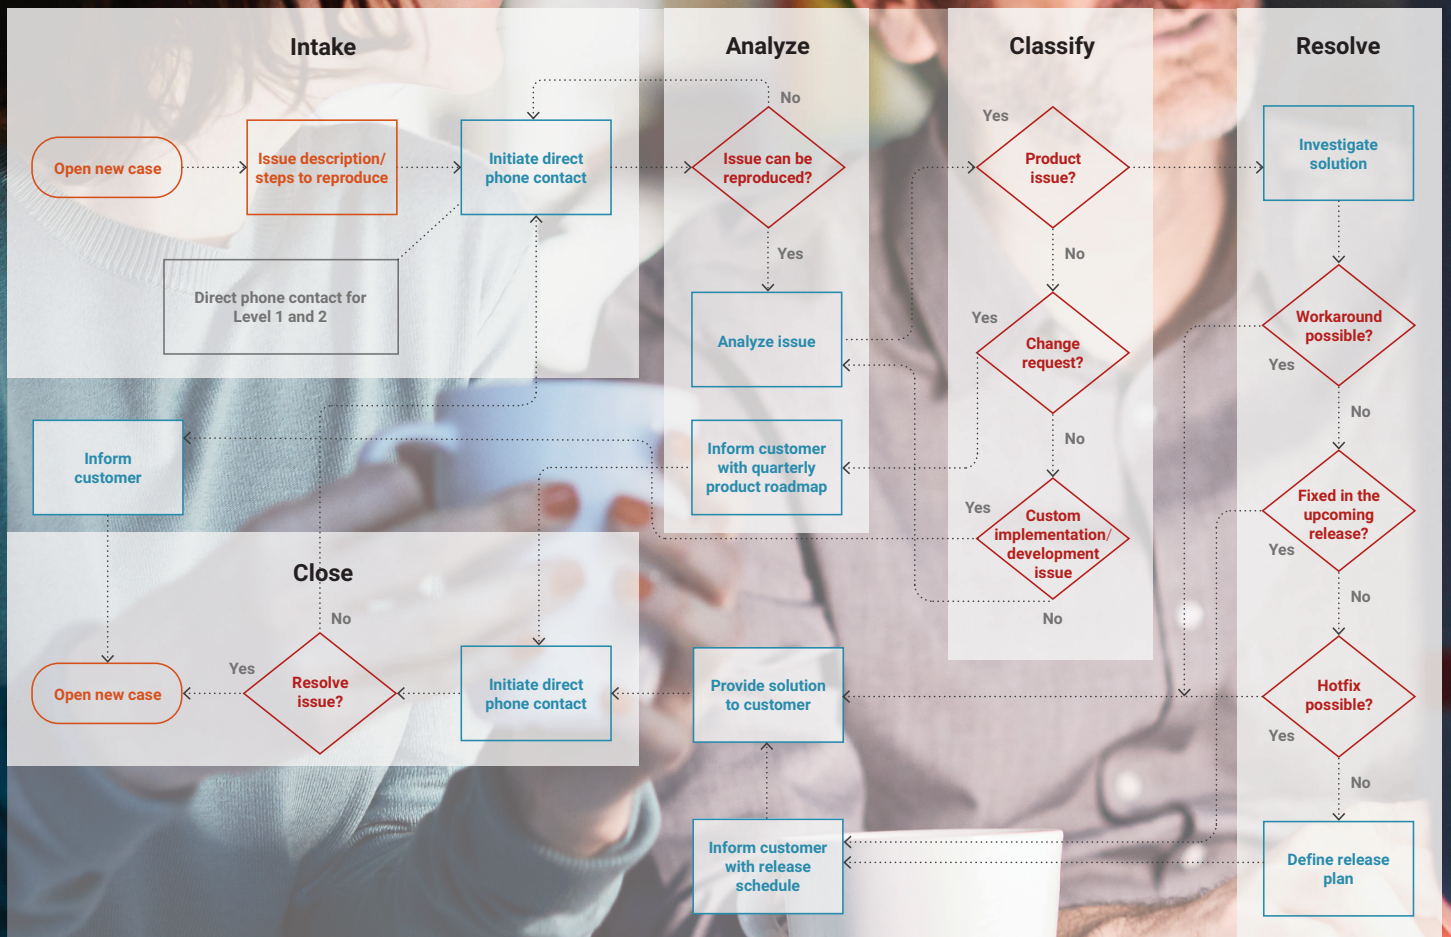 Intake
Analyze
Classify
Resolve
No
Yes
Open new case
Issue description/
steps to reproduce
Initiate direct
phone contact
Issue can be
reproduced?
Product
issue?
Investigate
solution
Yes
No
Direct phone contact for
Level 1 and 2
Analyze issue
Yes
Change
request?
Workaround
possible?
Yes
No
No
Inform
customer
Inform customer
with quarterly
product roadmap
Yes
Custom
implementation/
development
issue
No
Fixed in the
upcoming
release?
Yes
No
Close
No
Yes
Open new case
Resolve
issue?
Initiate direct
phone contact
Provide solution
to customer
Hotfix
possible?
Yes
No
Inform customer
with release
schedule
Define release
plan